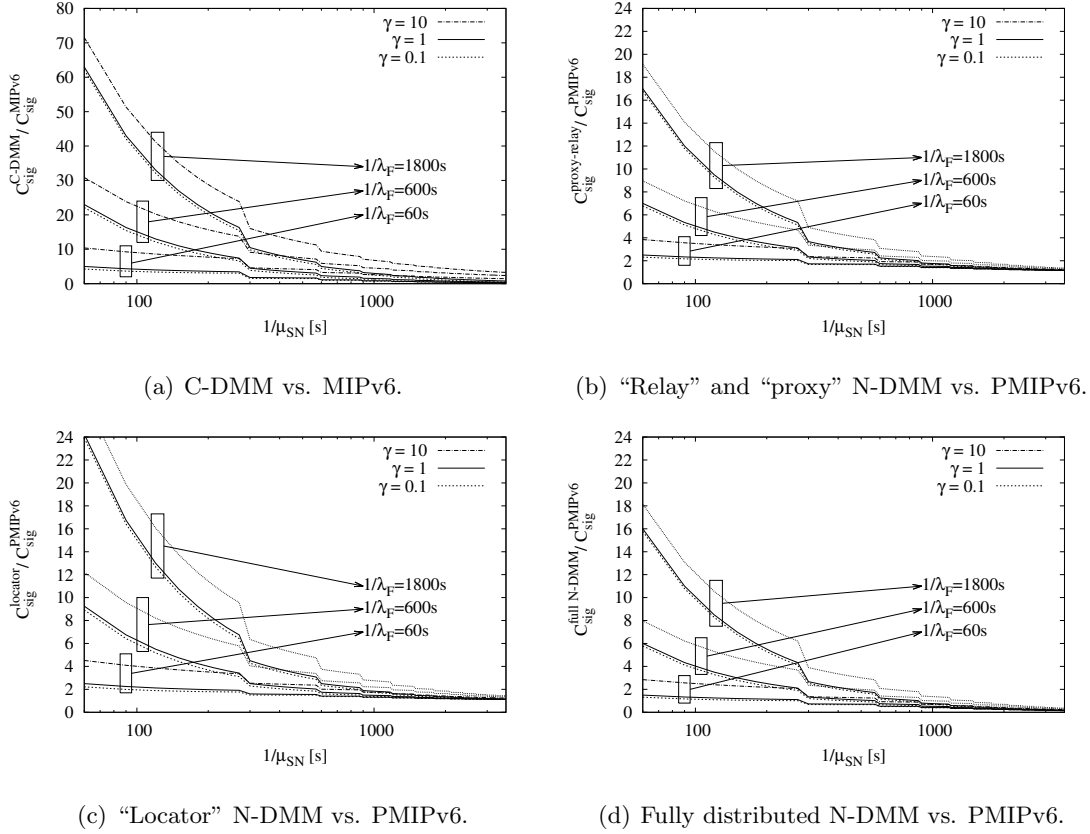 80
70
60
50
40
30
20
10
0
100
1000
C_sig^C-DMM / C_sig^MIPv6
1/μ_SN [s]
γ = 10
γ = 1
γ = 0.1
1/λ_F=1800s
1/λ_F=600s
1/λ_F=60s
(a) C-DMM vs. MIPv6.
24
22
20
18
16
14
12
10
8
6
4
2
0
100
1000
C_sig^proxy-relay / C_sig^PMIPv6
1/μ_SN [s]
γ = 10
γ = 1
γ = 0.1
1/λ_F=1800s
1/λ_F=600s
1/λ_F=60s
(b) “Relay” and “proxy” N-DMM vs. PMIPv6.
24
22
20
18
16
14
12
10
8
6
4
2
0
100
1000
C_sig^locator / C_sig^PMIPv6
1/μ_SN [s]
γ = 10
γ = 1
γ = 0.1
1/λ_F=1800s
1/λ_F=600s
1/λ_F=60s
(c) “Locator” N-DMM vs. PMIPv6.
24
22
20
18
16
14
12
10
8
6
4
2
0
100
1000
C_sig^full N-DMM / C_sig^PMIPv6
1/μ_SN [s]
γ = 10
γ = 1
γ = 0.1
1/λ_F=1800s
1/λ_F=600s
1/λ_F=60s
(d) Fully distributed N-DMM vs. PMIPv6.